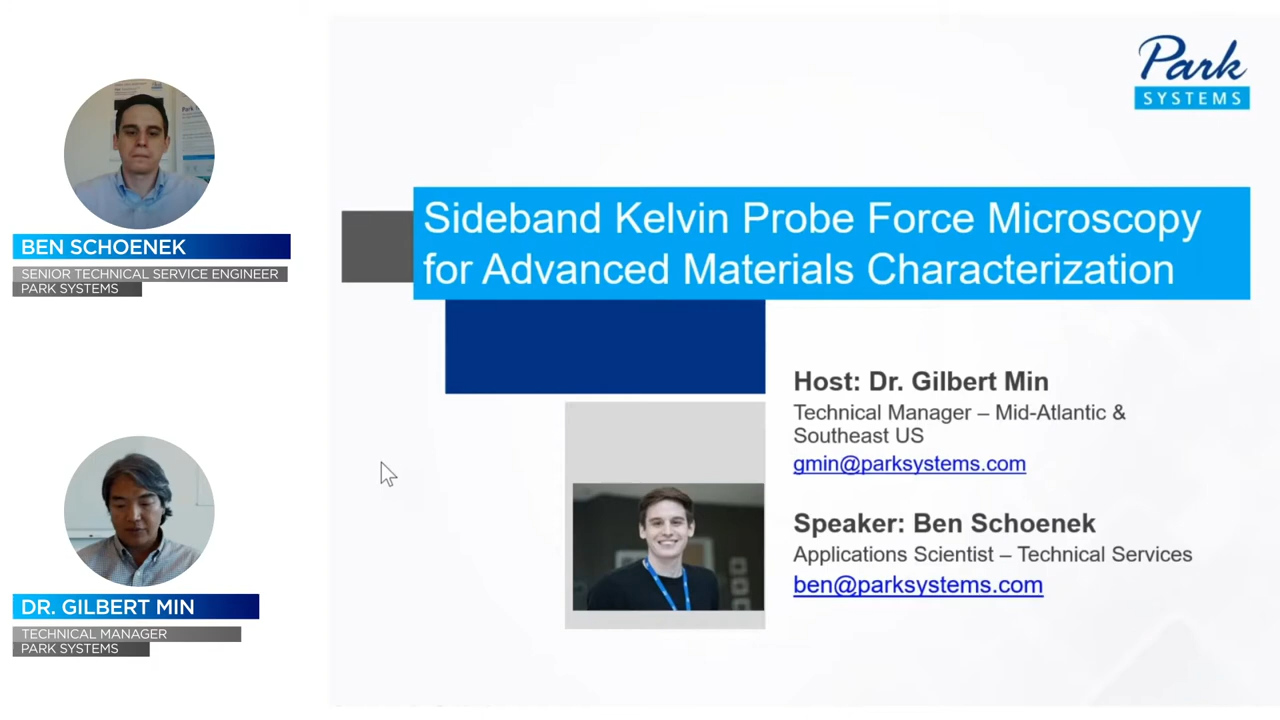 BEN SCHOENEK
SENIOR TECHNICAL SERVICE ENGINEER
PARK SYSTEMS
DR. GILBERT MIN
TECHNICAL MANAGER
PARK SYSTEMS
Park
SYSTEMS
Sideband Kelvin Probe Force Microscopy
for Advanced Materials Characterization
Host: Dr. Gilbert Min
Technical Manager – Mid-Atlantic &
Southeast US
gmin@parksystems.com
Speaker: Ben Schoenek
Applications Scientist – Technical Services
ben@parksystems.com